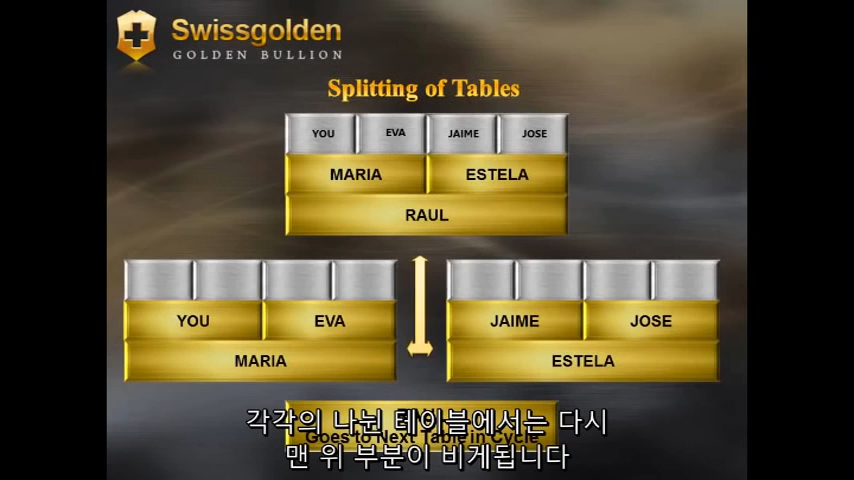 Swissgolden
GOLDEN BULLION
Splitting of Tables
YOU EVA JAIME JOSE
MARIA ESTELA
RAUL
YOU EVA JAIME JOSE
MARIA ESTELA
Goes to Next Table in Cycle
각각의 나뉜 테이블에서는 다시
맨 위 부분이 비게됩니다